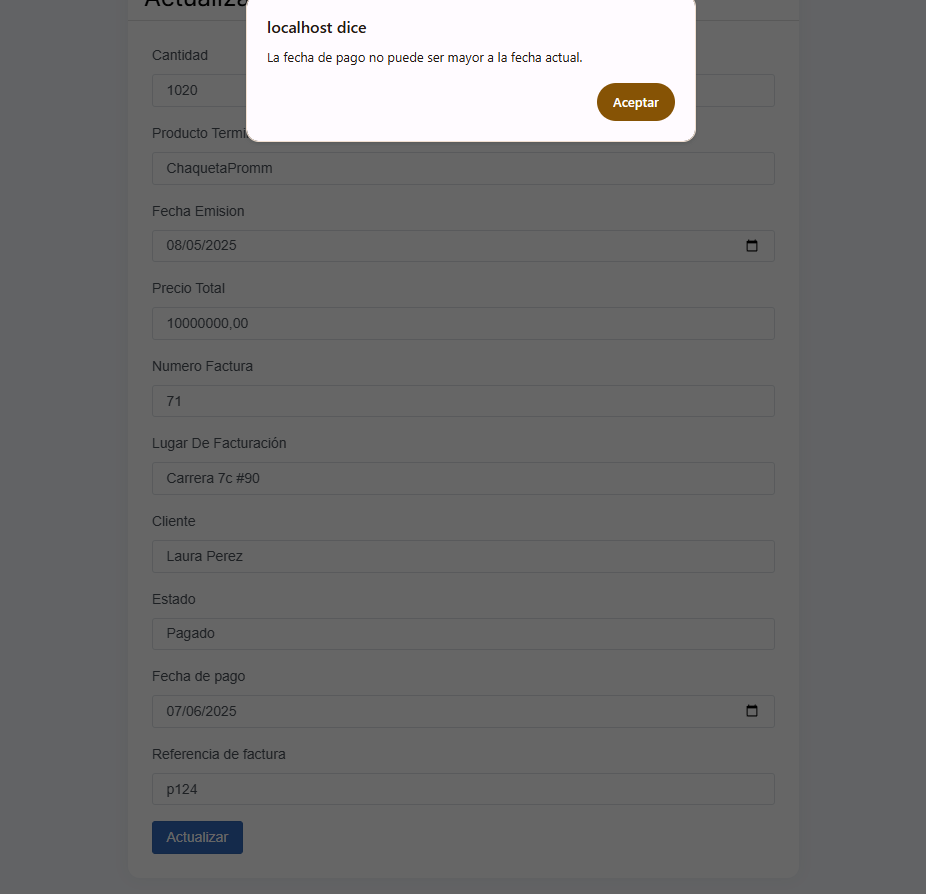 localhost dice
La fecha de pago no puede ser mayor a la fecha actual.
Aceptar
Cantidad
1020
ChaquetaPromm
Producto
Fecha Emision
08/05/2025
Precio Total
10000000,00
Numero Factura
71
Lugar De Facturación
Carrera 7c #90
Cliente
Laura Perez
Estado
Pagado
Fecha de pago
07/06/2025
Referencia de factura
p124
Actualizar